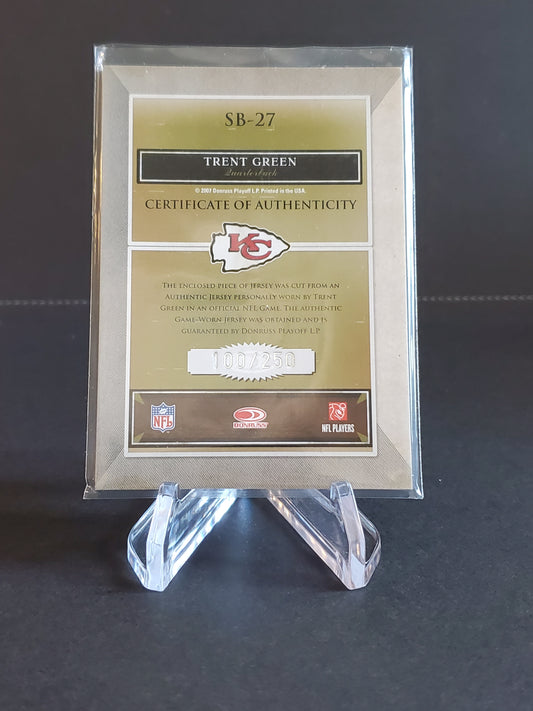 SB-27
TRENT GREEN
Quarterback
© 2007 Donruss Playoff L.P. Printed in the USA.
CERTIFICATE OF AUTHENTICITY
KC
THE ENCLOSED PIECE OF JERSEY WAS CUT FROM AN
AUTHENTIC JERSEY PERSONALLY WORN BY TRENT
GREEN IN AN OFFICIAL NFL GAME. THE AUTHENTIC
GAME-WORN JERSEY WAS OBTAINED AND IS
GUARANTEED BY DONRUSS PLAYOFF L.P.
100/250
NFL
DONRUSS
NFL PLAYERS